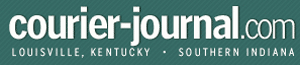 courier-journal.com
LOUISVILLE, KENTUCKY • SOUTHERN INDIANA